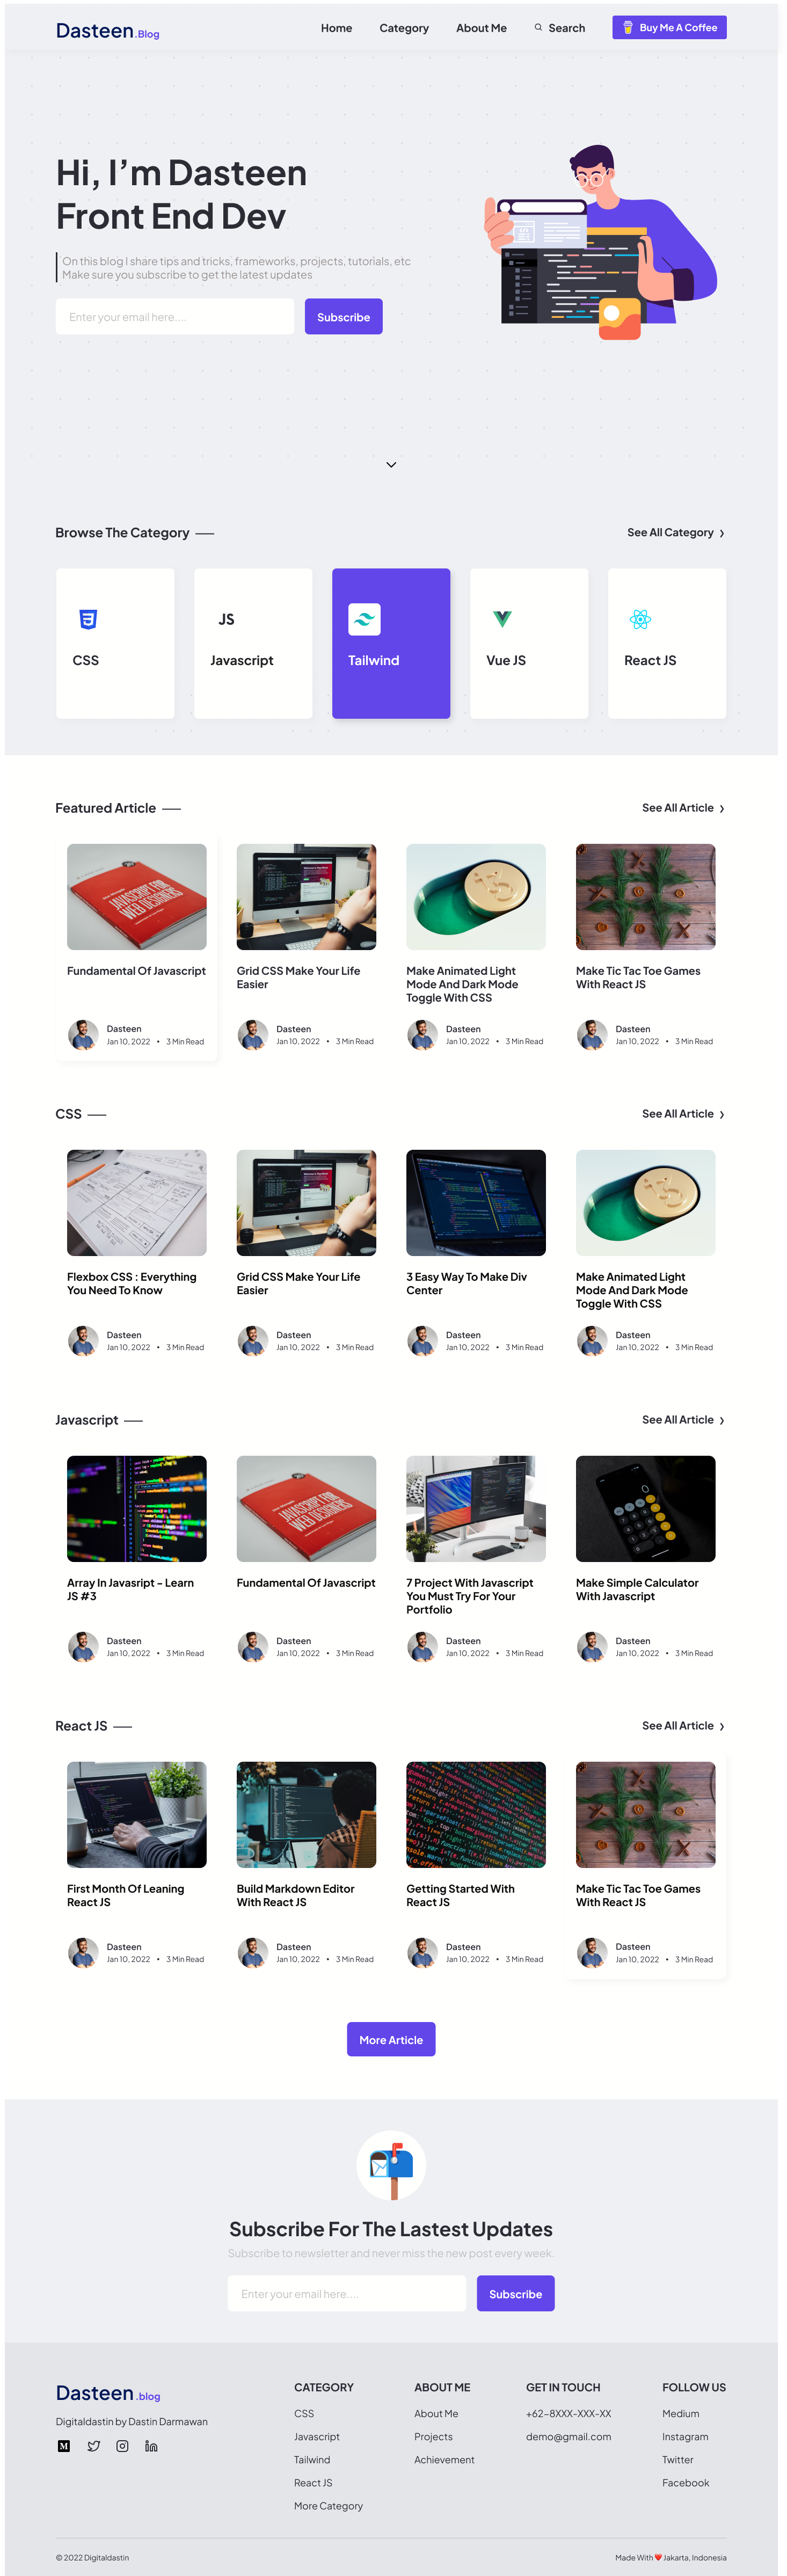 Dasteen.Blog
Home
Category
About Me
Search
Buy Me A Coffee
Hi, I'm Dasteen
Front End Dev
On this blog I share tips and tricks, frameworks, projects, tutorials, etc
Make sure you subscribe to get the latest updates
Enter your email here....
Subscribe
Browse The Category
See All Category
CSS
JS
Javascript
Tailwind
Vue JS
React JS
Featured Article
See All Article
JAVASCRIPT FOR
WEB DESIGNERS
Fundamental Of Javascript
Dasteen
Jan 10, 2022 • 3 Min Read
Grid CSS Make Your Life
Easier
Dasteen
Jan 10, 2022 • 3 Min Read
Make Animated Light
Mode And Dark Mode
Toggle With CSS
Dasteen
Jan 10, 2022 • 3 Min Read
Make Tic Tac Toe Games
With React JS
Dasteen
Jan 10, 2022 • 3 Min Read
CSS
See All Article
Flexbox CSS : Everything
You Need To Know
Dasteen
Jan 10, 2022 • 3 Min Read
Grid CSS Make Your Life
Easier
Dasteen
Jan 10, 2022 • 3 Min Read
3 Easy Way To Make Div
Center
Dasteen
Jan 10, 2022 • 3 Min Read
Make Animated Light
Mode And Dark Mode
Toggle With CSS
Dasteen
Jan 10, 2022 • 3 Min Read
Javascript
See All Article
Array In Javasript - Learn
JS #3
Dasteen
Jan 10, 2022 • 3 Min Read
JAVASCRIPT FOR
WEB DESIGNERS
Fundamental Of Javascript
Dasteen
Jan 10, 2022 • 3 Min Read
7 Project With Javascript
You Must Try For Your
Portfolio
Dasteen
Jan 10, 2022 • 3 Min Read
Make Simple Calculator
With Javascript
Dasteen
Jan 10, 2022 • 3 Min Read
React JS
See All Article
First Month Of Leaning
React JS
Dasteen
Jan 10, 2022 • 3 Min Read
Build Markdown Editor
With React JS
Dasteen
Jan 10, 2022 • 3 Min Read
Getting Started With
React JS
Dasteen
Jan 10, 2022 • 3 Min Read
Make Tic Tac Toe Games
With React JS
Dasteen
Jan 10, 2022 • 3 Min Read
More Article
Subscribe For The Lastest Updates
Subscribe to newsletter and never miss the new post every week.
Enter your email here....
Subscribe
Dasteen.blog
Digitaldastin by Dastin Darmawan
CATEGORY
CSS
Javascript
Tailwind
React JS
More Category
ABOUT ME
About Me
Projects
Achievement
GET IN TOUCH
+62-8XXX-XXX-XX
demo@gmail.com
FOLLOW US
Medium
Instagram
Twitter
Facebook
© 2022 Digitaldastin
Made With ❤️ Jakarta, Indonesia